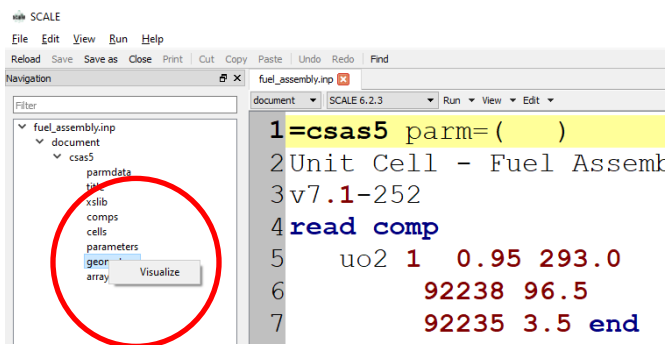 SCALE
File Edit View Run Help
Reload Save Save as Close Print Cut Copy Paste Undo Redo Find
Navigation
fuel_assembly.inp
Filter
document SCALE 6.2.3 Run View Edit
fuel_assembly.inp
document
csas5
parmdata
title
xslib
comps
cells
parameters
geom
Visualize
array
1 =csas5 parm=( )
2 Unit Cell - Fuel Assemb
3 v7.1-252
4 read comp
5 uo2 1 0.95 293.0
6 92238 96.5
7 92235 3.5 end